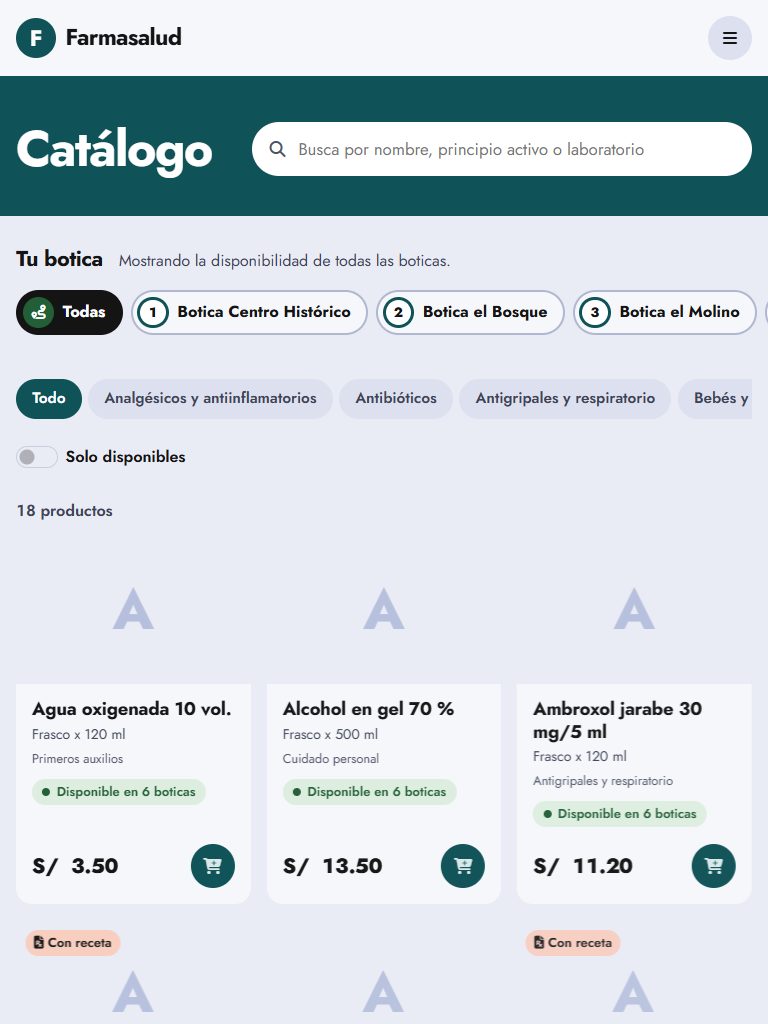 F Farmasalud
Catálogo
Busca por nombre, principio activo o laboratorio
Tu botica Mostrando la disponibilidad de todas las boticas.
Todas 1 Botica Centro Histórico 2 Botica el Bosque 3 Botica el Molino
Todo Analgésicos y antiinflamatorios Antibióticos Antigripales y respiratorio Bebés y
Solo disponibles
18 productos
A A A
Agua oxigenada 10 vol.
Frasco x 120 ml
Primeros auxilios
Disponible en 6 boticas
S/ 3.50
Alcohol en gel 70 %
Frasco x 500 ml
Cuidado personal
Disponible en 6 boticas
S/ 13.50
Ambroxol jarabe 30
mg/5 ml
Frasco x 120 ml
Antigripales y respiratorio
Disponible en 6 boticas
S/ 11.20
Con receta Con receta
A A A